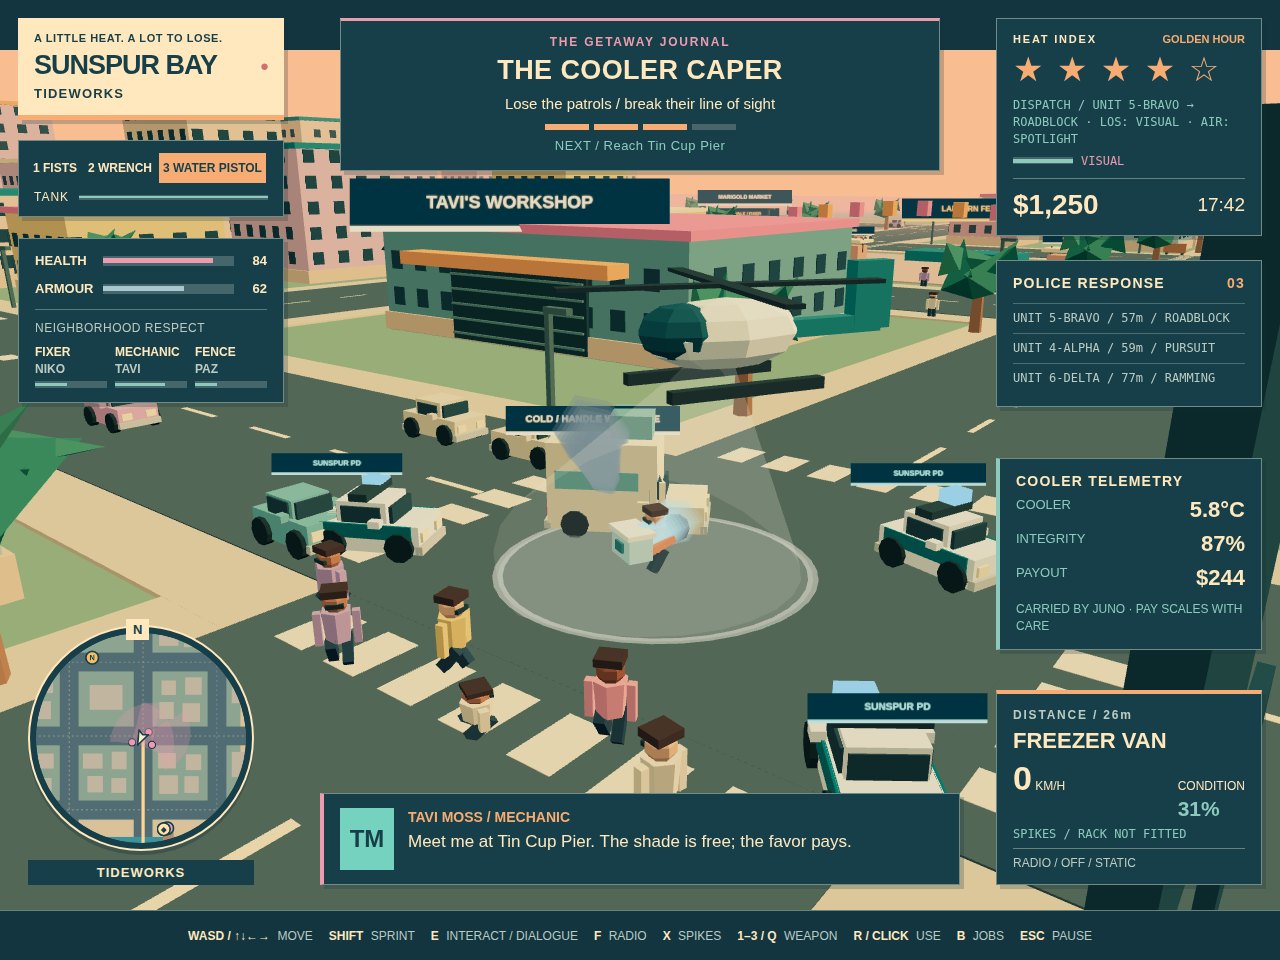 A LITTLE HEAT. A LOT TO LOSE.
SUNSPUR BAY
TIDEWORKS
1 FISTS 2 WRENCH 3 WATER PISTOL
TANK
HEALTH 84
ARMOUR 62
NEIGHBORHOOD RESPECT
FIXER MECHANIC FENCE
NIKO TAVI PAZ
THE GETAWAY JOURNAL
THE COOLER CAPER
Lose the patrols / break their line of sight
NEXT / Reach Tin Cup Pier
HEAT INDEX GOLDEN HOUR
★ ★ ★ ★ ☆
DISPATCH / UNIT 5-BRAVO →
ROADBLOCK · LOS: VISUAL · AIR:
SPOTLIGHT
VISUAL
$1,250 17:42
POLICE RESPONSE 03
UNIT 5-BRAVO / 57m / ROADBLOCK
UNIT 4-ALPHA / 59m / PURSUIT
UNIT 6-DELTA / 77m / RAMMING
COOLER TELEMETRY
COOLER 5.8°C
INTEGRITY 87%
PAYOUT $244
CARRIED BY JUNO · PAY SCALES WITH
CARE
DISTANCE / 26m
FREEZER VAN
0 KM/H CONDITION
31%
SPIKES / RACK NOT FITTED
RADIO / OFF / STATIC
TAVI'S WORKSHOP
MARIGOLD MARKET
COLD / HANDLE
SUNSPUR PD
SUNSPUR PD
SUNSPUR PD
N
N
TIDEWORKS
TM
TAVI MOSS / MECHANIC
Meet me at Tin Cup Pier. The shade is free; the favor pays.
WASD / ↑↓←→ MOVE SHIFT SPRINT E INTERACT / DIALOGUE F RADIO X SPIKES 1–3 / Q WEAPON R / CLICK USE B JOBS ESC PAUSE